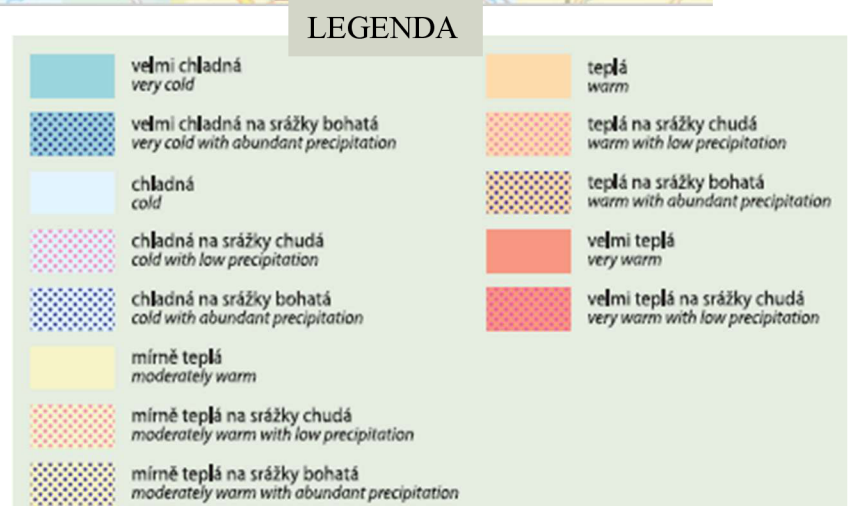 LEGENDA
velmi chladná
very cold
velmi chladná na srážky bohatá
very cold with abundant precipitation
chladná
cold
chladná na srážky chudá
cold with low precipitation
chladná na srážky bohatá
cold with abundant precipitation
mírně teplá
moderately warm
mírně teplá na srážky chudá
moderately warm with low precipitation
mírně teplá na srážky bohatá
moderately warm with abundant precipitation
teplá
warm
teplá na srážky chudá
warm with low precipitation
teplá na srážky bohatá
warm with abundant precipitation
velmi teplá
very warm
velmi teplá na srážky chudá
very warm with low precipitation